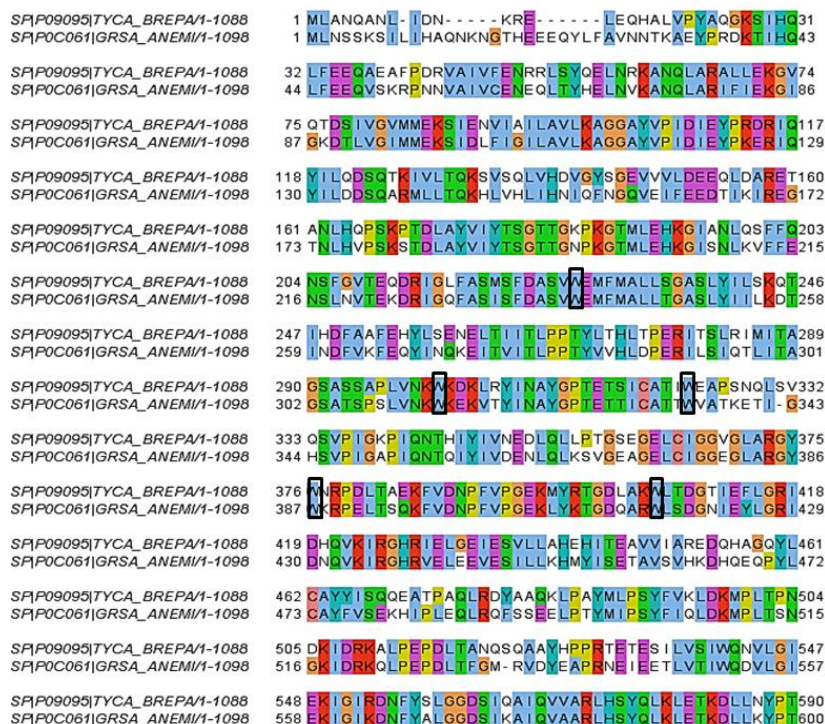 SP|P09095|TYCA_BREPA/1-1088 1 MLANQANL-IDN-----KRE-------LEQHALVPYAQGKSIHQ 31
SP|P0C061|GRSA_ANEMI/1-1098 1 MLNSSKSILIHAQNKNGTHEEEQYLFAVNNTKAEYPRDKTIHQ 43
SP|P09095|TYCA_BREPA/1-1088 32 LFEEQAEAFPDRVAIVFENRRLSYQELNRKANQLARALLEKGV 74
SP|P0C061|GRSA_ANEMI/1-1098 44 LFEEQVSKRPNNVAIVCENEQLTYHELNVKANQLARIFIEKGI 86
SP|P09095|TYCA_BREPA/1-1088 75 QTDSIVGVMMEKSIENVIAILAVLKAGGAYVPIDIEYPRDRIQ 117
SP|P0C061|GRSA_ANEMI/1-1098 87 GKDTLVGIMMEKSIDLFIGILAVLKAGGAYVPIDIEYPKERIQ 129
SP|P09095|TYCA_BREPA/1-1088 118 YILQDSQTKIVLTQKSVSQLVHDVGYSGEVVVLDEEQLDARET 160
SP|P0C061|GRSA_ANEMI/1-1098 130 YILDDSQARMLLTQKHLVHLIHNIQFNGQVEIFEEDTIKIREG 172
SP|P09095|TYCA_BREPA/1-1088 161 ANLHQPSKPTDLAYVIYTSGTTGKPKGTMLEHKGIANLQSFFQ 203
SP|P0C061|GRSA_ANEMI/1-1098 173 TNLHVPSKSTDLAYVIYTSGTTGNPKGTMLEHKGISNLKVFFE 215
SP|P09095|TYCA_BREPA/1-1088 204 NSFGVTEQDRIGLFASMSFDASVWEMFMALLSGASLYILSKQT 246
SP|P0C061|GRSA_ANEMI/1-1098 216 NSLNVTEKDRIGQFASISFDASVWEMFMALLTGASLYIILKDT 258
SP|P09095|TYCA_BREPA/1-1088 247 IHDFAAFEHYLSENELTIITLPPTYLTHLTPERITSLRIMITA 289
SP|P0C061|GRSA_ANEMI/1-1098 259 INDFVKFEQYINQKEITVITLPPTYVVHLDPERILSIQTLITA 301
SP|P09095|TYCA_BREPA/1-1088 290 GSASSAPLVNKWKDKLRYINAYGPTETSICATIWEAPSNQLSV 332
SP|P0C061|GRSA_ANEMI/1-1098 302 GSATSPSLVNKWKEKVTYINAYGPTETTICATTWVATKETI-G 343
SP|P09095|TYCA_BREPA/1-1088 333 QSVPIGKPIQNTHIYIVNEDLQLLPTGSEGELCIGGVGLARGY 375
SP|P0C061|GRSA_ANEMI/1-1098 344 HSVPIGAPIQNTQIYIVDENLQLKSVGEAGELCIGGEGLARGY 386
SP|P09095|TYCA_BREPA/1-1088 376 WNRPDLTAEKFVDNPFVPGEKMYRTGDLAKWLTDGTIEFLGRI 418
SP|P0C061|GRSA_ANEMI/1-1098 387 WKRPELTSQKFVDNPFVPGEKLYKTGDQARWLSDGNIEYLGRI 429
SP|P09095|TYCA_BREPA/1-1088 419 DHQVKIRGHRIELGEIESVLLAHEHITEAVVIAREDQHAGQYL 461
SP|P0C061|GRSA_ANEMI/1-1098 430 DNQVKIRGHRVELEEVESILLKHMYISETAVSVHKDHQEQPYL 472
SP|P09095|TYCA_BREPA/1-1088 462 CAYYISQQEATPAQLRDYAAQKLPAYMLPSYFVKLDKMPLTPN 504
SP|P0C061|GRSA_ANEMI/1-1098 473 CAYFVSEKHIPLEQLRQFSSEELPTYMIPSYFIQLDKMPLTSN 515
SP|P09095|TYCA_BREPA/1-1088 505 DKIDRKALPEPDLTANQSQAAYHPPRTETESILVSIWQNVLGI 547
SP|P0C061|GRSA_ANEMI/1-1098 516 GKIDRKQLPEPDLTFGM-RVDYEAPRNEIEETLVTIWQDVLGI 557
SP|P09095|TYCA_BREPA/1-1088 548 EKIGIRDNFYSLGGDSIQAIQVVARLHSYQLKLETKDLLNYPT 590
SP|P0C061|GRSA_ANEMI/1-1098 558 EKIGIKDNFYALGGDSIKAIQVAARLHSYQLKLETKDLLKYPT 600